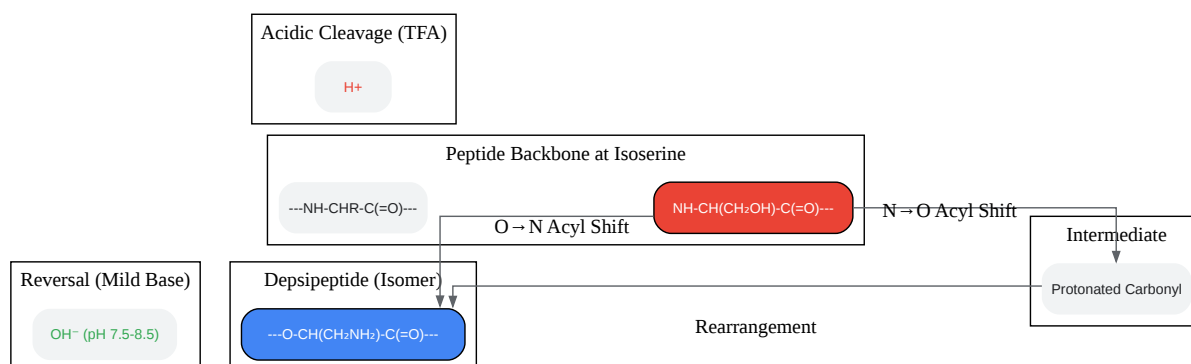 Acidic Cleavage (TFA)
H+
Peptide Backbone at Isoserine
---NH-CHR-C(=O)---
NH-CH(CH₂OH)-C(=O)---
O→N Acyl Shift
N→O Acyl Shift
Intermediate
Protonated Carbonyl
Reversal (Mild Base)
OH⁻ (pH 7.5-8.5)
Depsipeptide (Isomer)
---O-CH(CH₂NH₂)-C(=O)---
Rearrangement